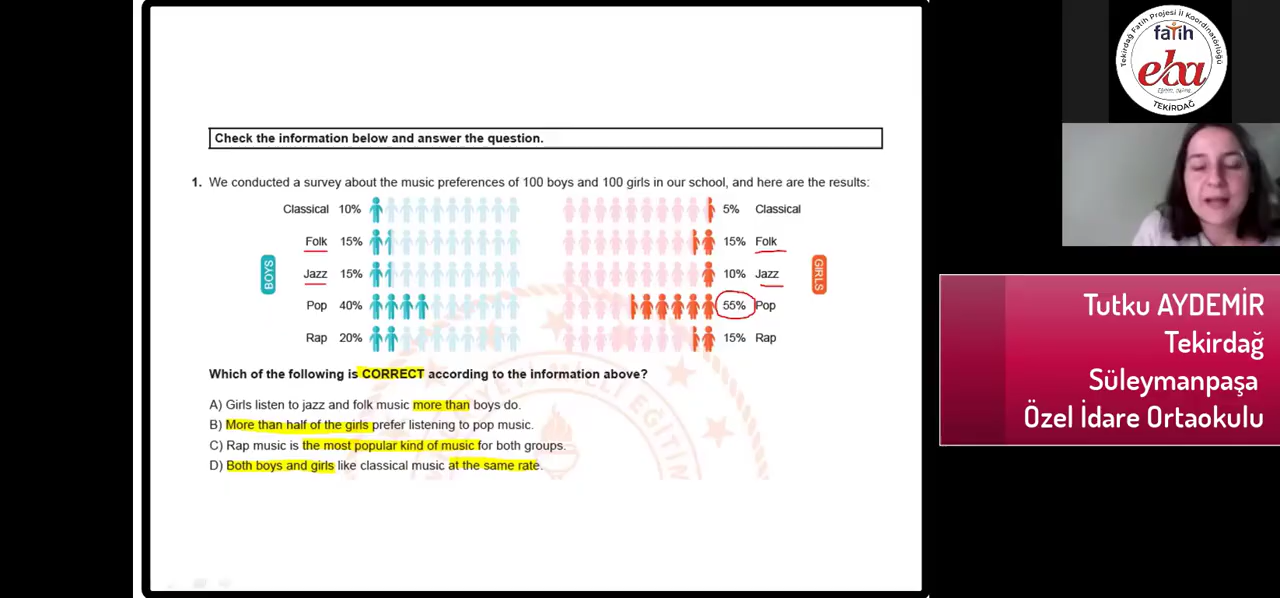 Check the information below and answer the question.
1. We conducted a survey about the music preferences of 100 boys and 100 girls in our school, and here are the results:
BOYS
Classical 10%
Folk 15%
Jazz 15%
Pop 40%
Rap 20%
5% Classical
15% Folk
10% Jazz
55% Pop
15% Rap
GIRLS
Which of the following is CORRECT according to the information above?
A) Girls listen to jazz and folk music more than boys do.
B) More than half of the girls prefer listening to pop music.
C) Rap music is the most popular kind of music for both groups.
D) Both boys and girls like classical music at the same rate.
Tekirdağ Fatih Projesi İl Koordinatörlüğü
fatih
eba
TEKİRDAĞ
Tutku AYDEMİR
Tekirdağ
Süleymanpaşa
Özel İdare Ortaokulu